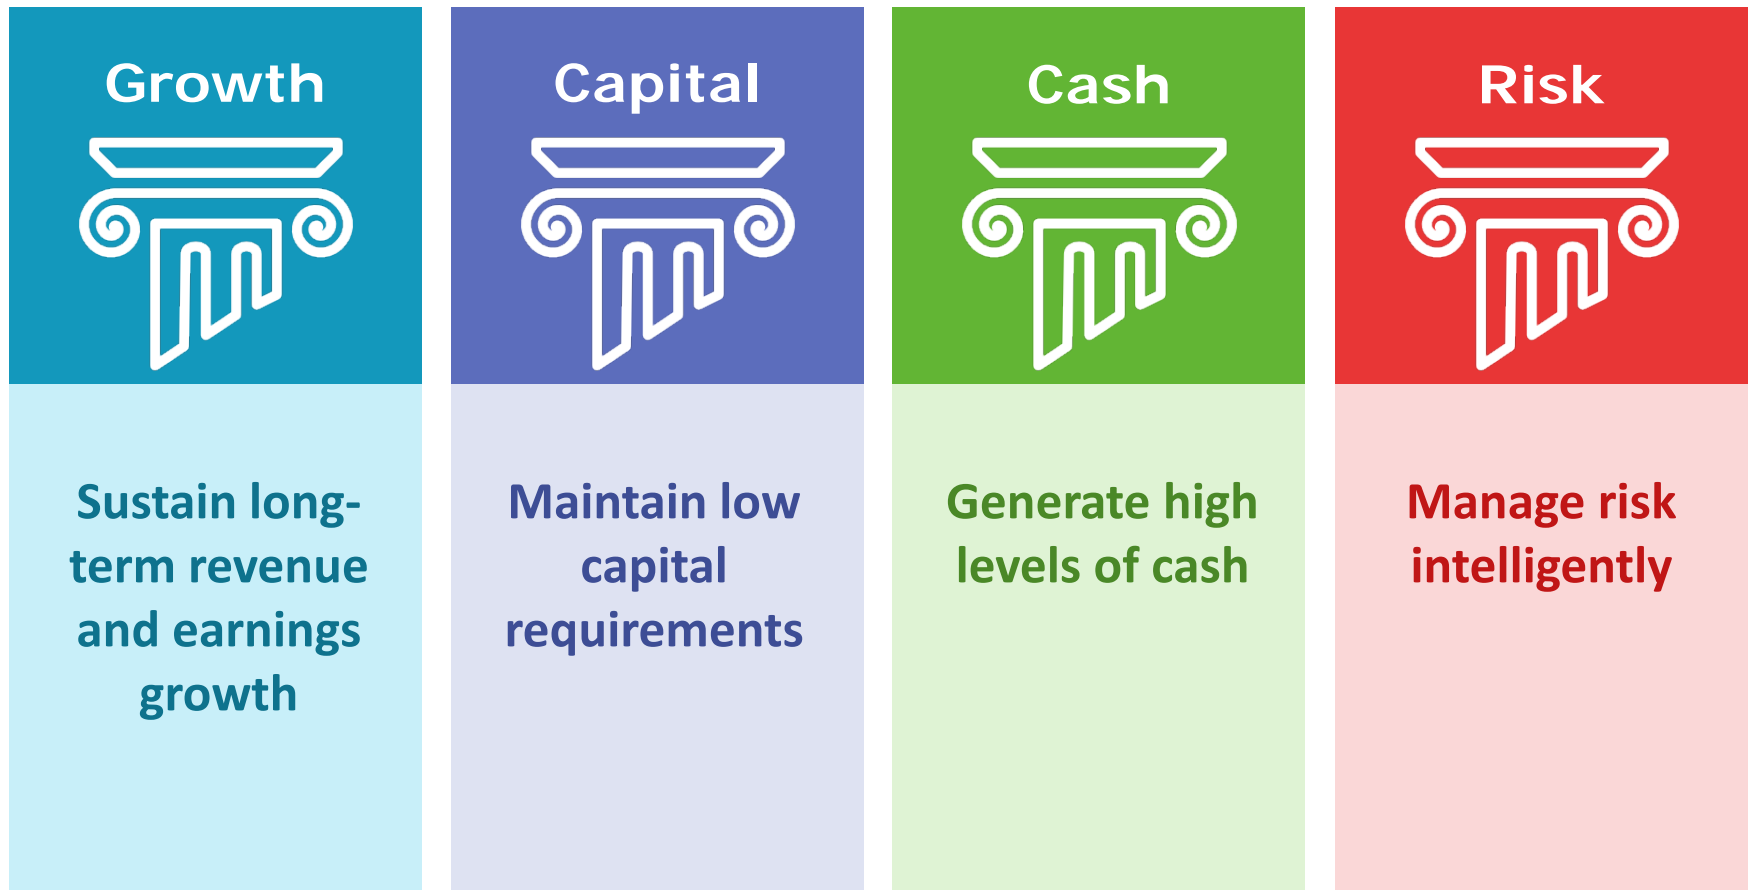 Growth
Sustain long-
term revenue
and earnings
growth
Capital
Maintain low
capital
requirements
Cash
Generate high
levels of cash
Risk
Manage risk
intelligently